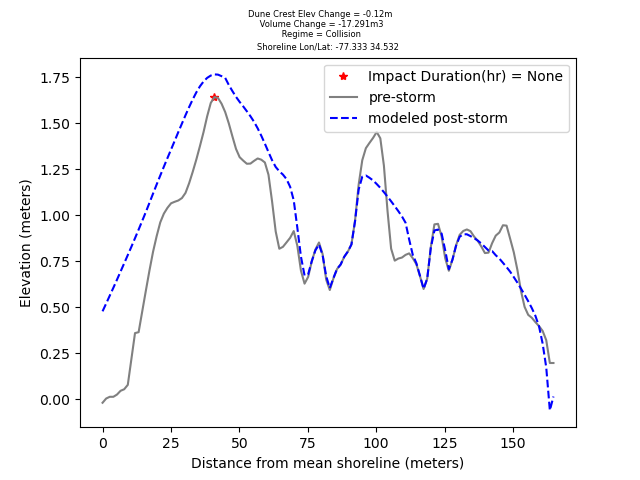 Dune Crest Elev Change = -0.12m
Volume Change = -17.291m3
Regime = Collision
Shoreline Lon/Lat: -77.333 34.532
Impact Duration(hr) = None
pre-storm
modeled post-storm
1.75
1.50
1.25
1.00
0.75
0.50
0.25
0.00
Elevation (meters)
0 25 50 75 100 125 150
Distance from mean shoreline (meters)